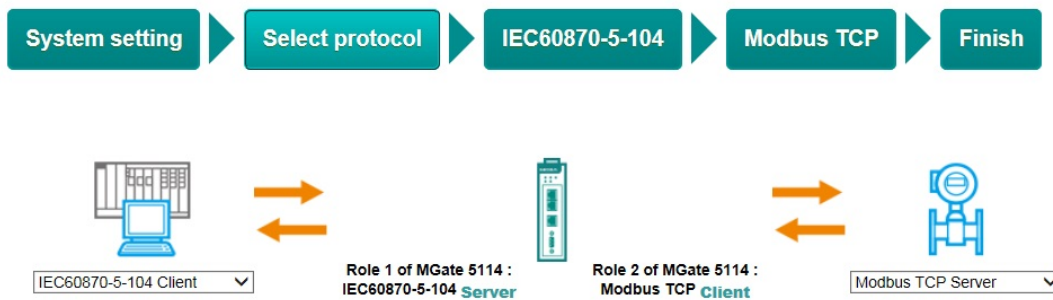 System setting
Select protocol
IEC60870-5-104
Modbus TCP
Finish
Role 1 of MGate 5114 :
IEC60870-5-104 Server
Role 2 of MGate 5114 :
Modbus TCP Client
IEC60870-5-104 Client
Modbus TCP Server